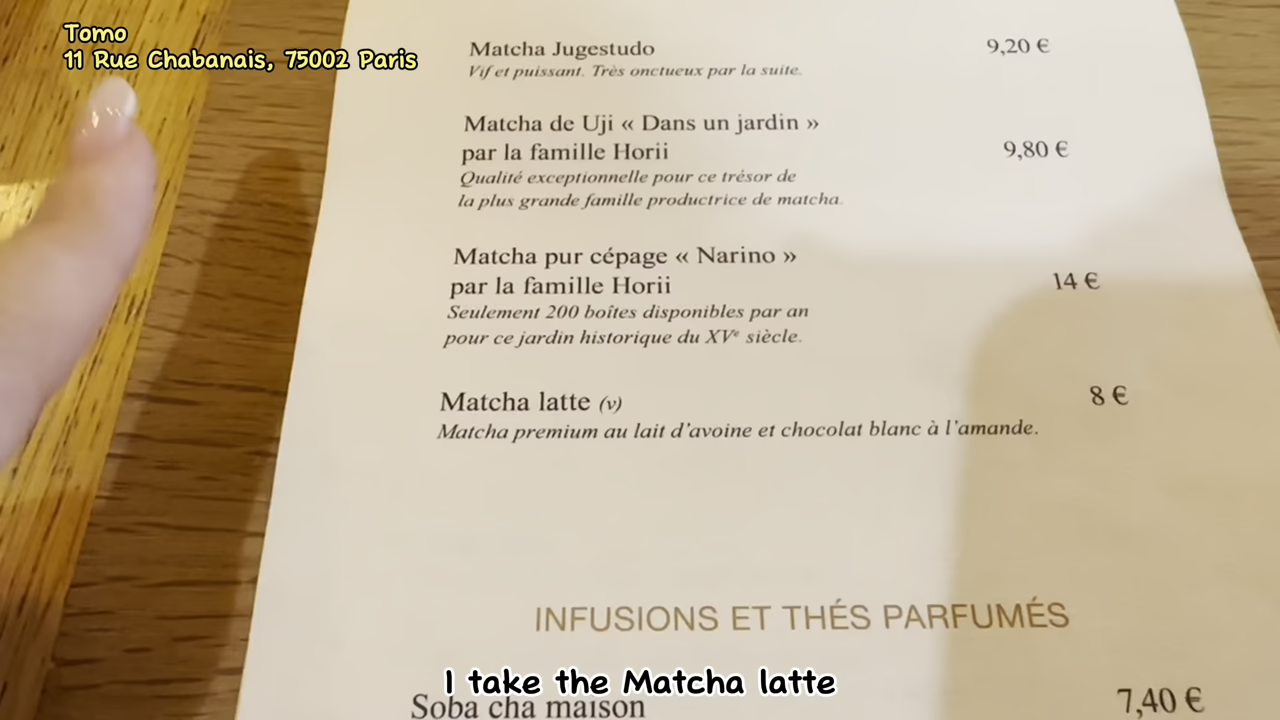 Tomo
11 Rue Chabanais, 75002 Paris
Matcha Jugestudo 9,20 €
Vif et puissant. Très onctueux par la suite.
Matcha de Uji « Dans un jardin »
par la famille Horii 9,80 €
Qualité exceptionnelle pour ce trésor de
la plus grande famille productrice de matcha.
Matcha pur cépage « Narino »
par la famille Horii 14 €
Seulement 200 boîtes disponibles par an
pour ce jardin historique du XVe siècle.
Matcha latte (v) 8 €
Matcha premium au lait d'avoine et chocolat blanc à l'amande.
INFUSIONS ET THÉS PARFUMÉS
I take the Matcha latte
Soba cha maison 7,40 €